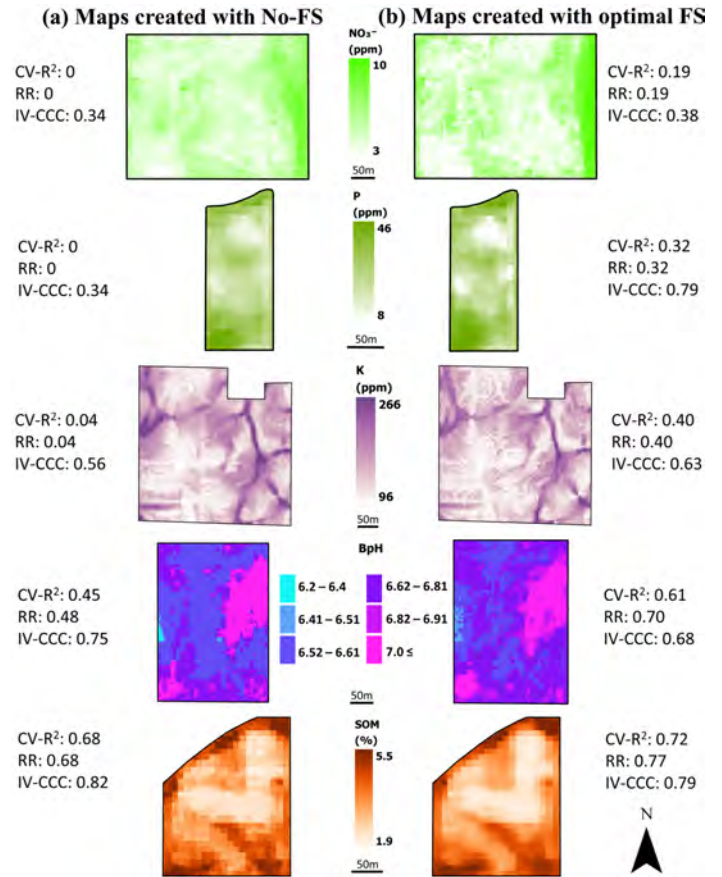 (a) Maps created with No-FS
(b) Maps created with optimal FS
CV-R²: 0
RR: 0
IV-CCC: 0.34
NO₃⁻
(ppm)
10
3
50m
CV-R²: 0.19
RR: 0.19
IV-CCC: 0.38
CV-R²: 0
RR: 0
IV-CCC: 0.34
P
(ppm)
46
8
50m
CV-R²: 0.32
RR: 0.32
IV-CCC: 0.79
CV-R²: 0.04
RR: 0.04
IV-CCC: 0.56
K
(ppm)
266
96
50m
CV-R²: 0.40
RR: 0.40
IV-CCC: 0.63
CV-R²: 0.45
RR: 0.48
IV-CCC: 0.75
BpH
6.2 – 6.4
6.62 – 6.81
6.41 – 6.51
6.82 – 6.91
6.52 – 6.61
7.0 ≤
50m
CV-R²: 0.61
RR: 0.70
IV-CCC: 0.68
CV-R²: 0.68
RR: 0.68
IV-CCC: 0.82
SOM
(%)
5.5
1.9
50m
CV-R²: 0.72
RR: 0.77
IV-CCC: 0.79
N